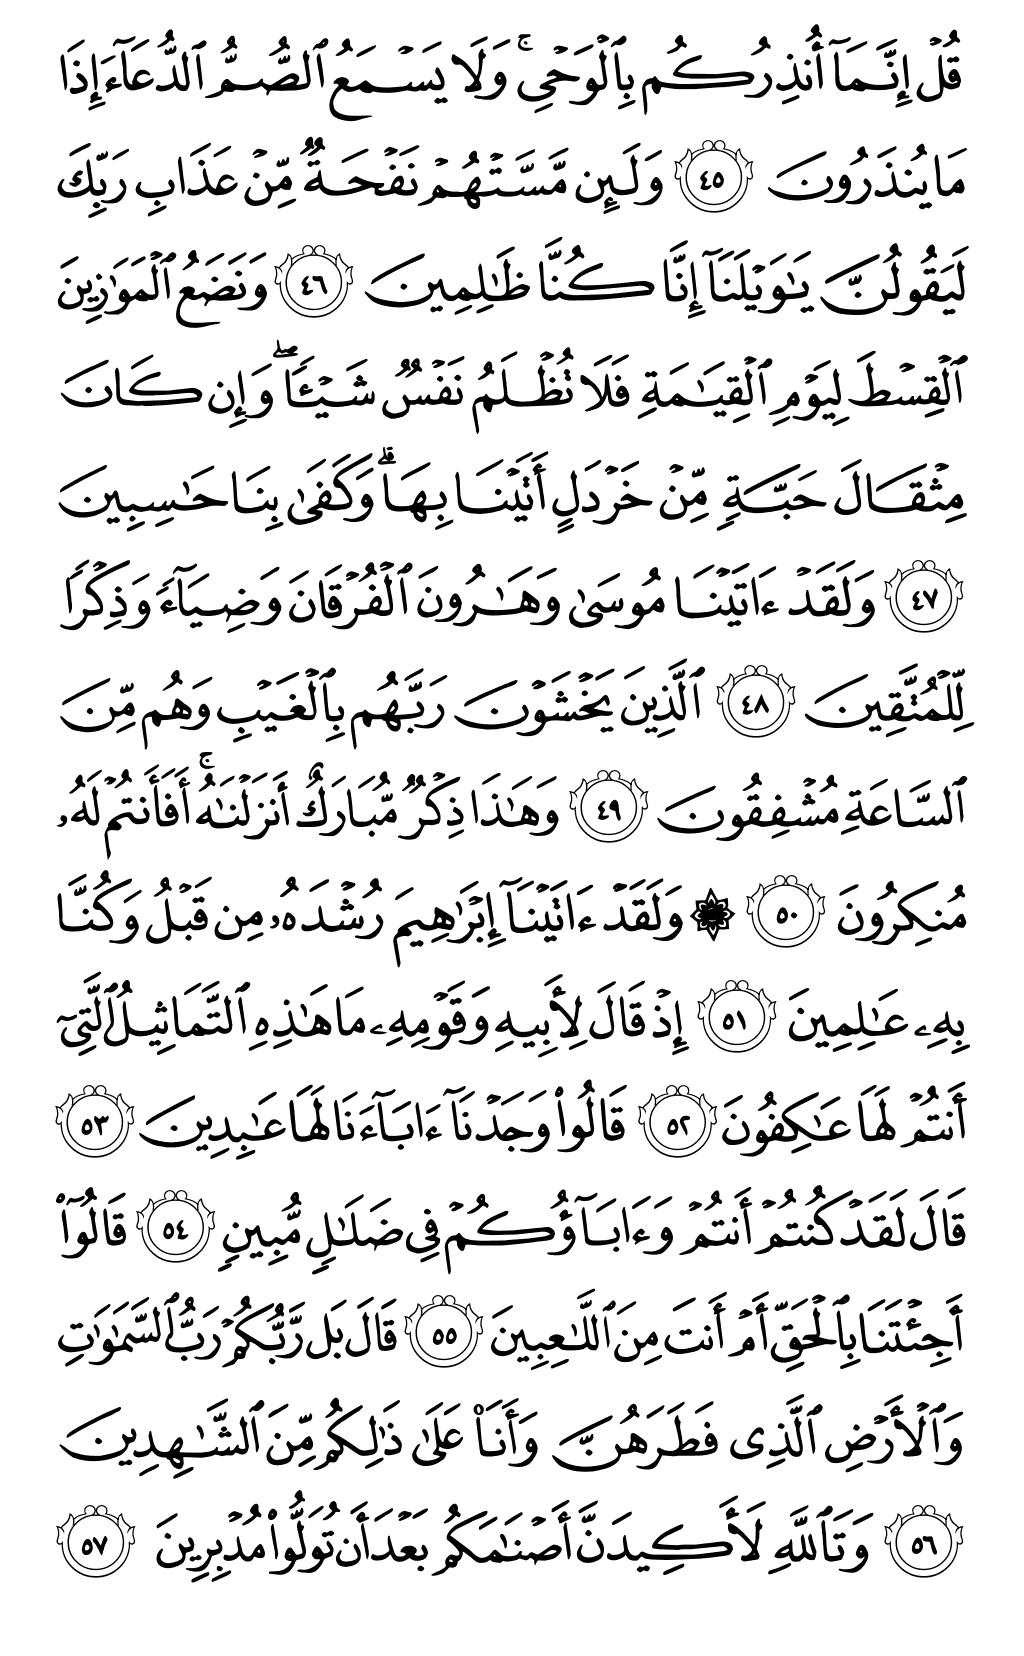 قُلْ إِنَّمَآ أُنذِرُكُم بِٱلْوَحْىِ ۚ وَلَا يَسْمَعُ ٱلصُّمُّ ٱلدُّعَآءَ إِذَا
مَا يُنذَرُونَ ٤٥ وَلَئِن مَّسَّتْهُمْ نَفْحَةٌ مِّنْ عَذَابِ رَبِّكَ
لَيَقُولُنَّ يَـٰوَيْلَنَآ إِنَّا كُنَّا ظَـٰلِمِينَ ٤٦ وَنَضَعُ ٱلْمَوَٰزِينَ
ٱلْقِسْطَ لِيَوْمِ ٱلْقِيَـٰمَةِ فَلَا تُظْلَمُ نَفْسٌ شَيْـًٔا ۖ وَإِن كَانَ
مِثْقَالَ حَبَّةٍ مِّنْ خَرْدَلٍ أَتَيْنَا بِهَا ۗ وَكَفَىٰ بِنَا حَـٰسِبِينَ
٤٧ وَلَقَدْ ءَاتَيْنَا مُوسَىٰ وَهَـٰرُونَ ٱلْفُرْقَانَ وَضِيَآءً وَذِكْرًا
لِّلْمُتَّقِينَ ٤٨ ٱلَّذِينَ يَخْشَوْنَ رَبَّهُم بِٱلْغَيْبِ وَهُم مِّنَ
ٱلسَّاعَةِ مُشْفِقُونَ ٤٩ وَهَـٰذَا ذِكْرٌ مُّبَارَكٌ أَنزَلْنَـٰهُ ۚ أَفَأَنتُمْ لَهُۥ
مُنكِرُونَ ٥٠ ۞ وَلَقَدْ ءَاتَيْنَآ إِبْرَٰهِيمَ رُشْدَهُۥ مِن قَبْلُ وَكُنَّا
بِهِۦ عَـٰلِمِينَ ٥١ إِذْ قَالَ لِأَبِيهِ وَقَوْمِهِۦ مَا هَـٰذِهِ ٱلتَّمَاثِيلُ ٱلَّتِىٓ
أَنتُمْ لَهَا عَـٰكِفُونَ ٥٢ قَالُوا۟ وَجَدْنَآ ءَابَآءَنَا لَهَا عَـٰبِدِينَ ٥٣
قَالَ لَقَدْ كُنتُمْ أَنتُمْ وَءَابَآؤُكُمْ فِى ضَلَـٰلٍ مُّبِينٍ ٥٤ قَالُوٓا۟
أَجِئْتَنَا بِٱلْحَقِّ أَمْ أَنتَ مِنَ ٱللَّـٰعِبِينَ ٥٥ قَالَ بَل رَّبُّكُمْ رَبُّ ٱلسَّمَـٰوَٰتِ
وَٱلْأَرْضِ ٱلَّذِى فَطَرَهُنَّ وَأَنَا۠ عَلَىٰ ذَٰلِكُم مِّنَ ٱلشَّـٰهِدِينَ
٥٦ وَتَٱللَّهِ لَأَكِيدَنَّ أَصْنَـٰمَكُم بَعْدَ أَن تُوَلُّوا۟ مُدْبِرِينَ ٥٧